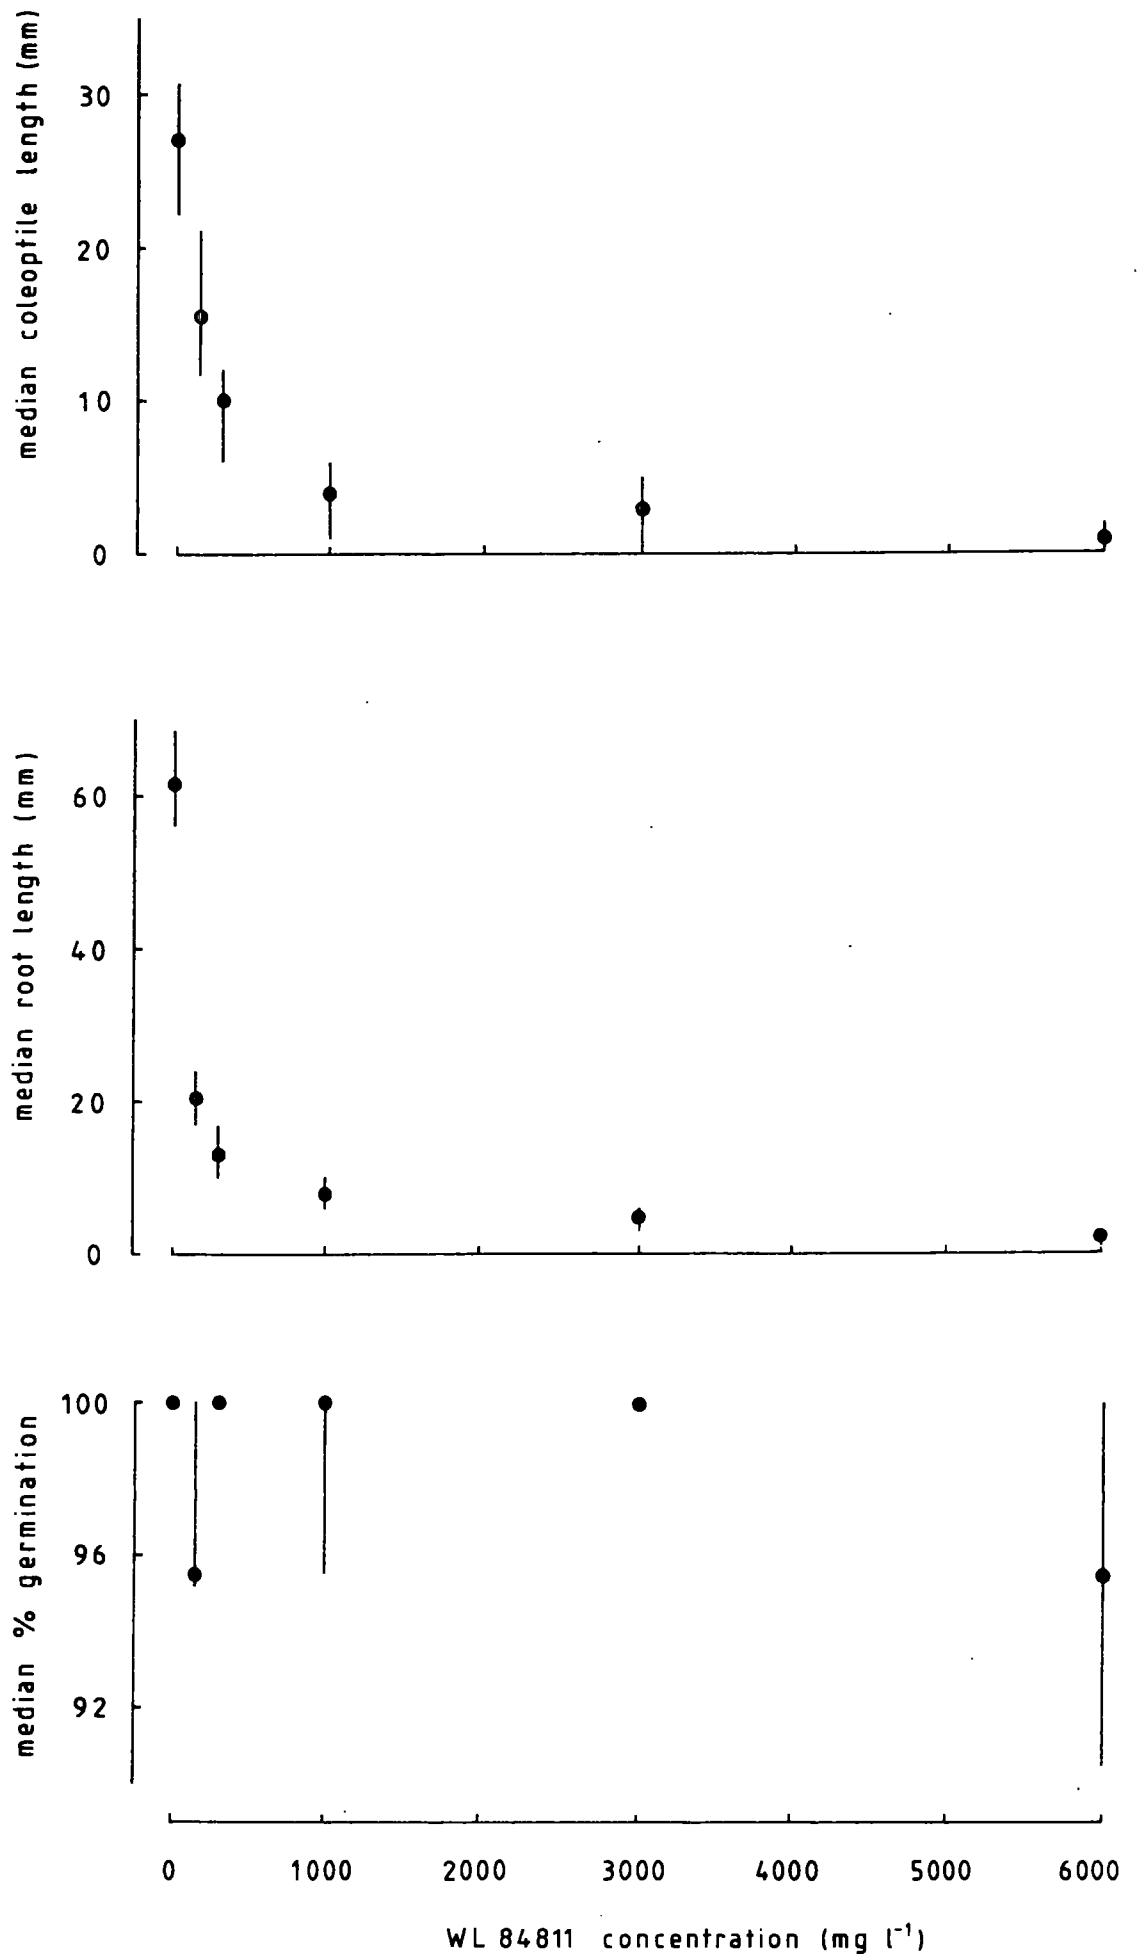 median coleoptile length (mm)
30
20
10
0
median root length (mm)
60
40
20
0
median % germination
100
96
92
0 1000 2000 3000 4000 5000 6000
WL 84811 concentration (mg l⁻¹)